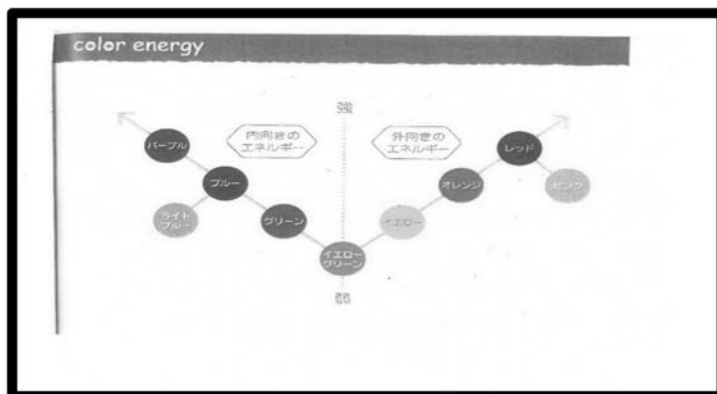 color energy
強
内向きの
エネルギー
外向きの
エネルギー
パープル
レッド
ブルー
オレンジ
ピンク
ライト
ブルー
グリーン
イエロー
イエロー
グリーン
弱